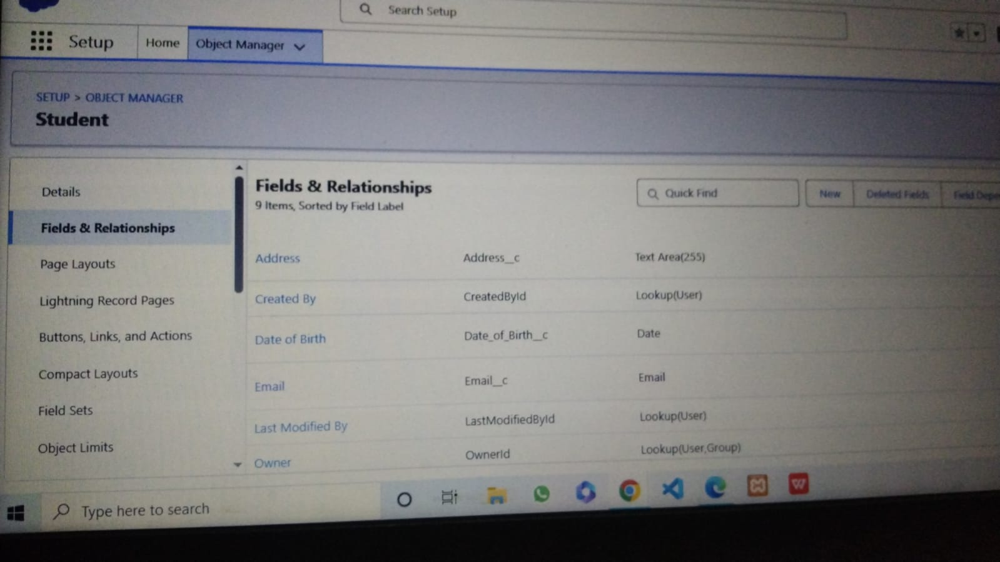 Search Setup
Setup
Home
Object Manager
SETUP > OBJECT MANAGER
Student
Details
Fields & Relationships
Page Layouts
Lightning Record Pages
Buttons, Links, and Actions
Compact Layouts
Field Sets
Object Limits
Fields & Relationships
9 Items, Sorted by Field Label
Quick Find
New
Deleted Fields
Field Depe
Address Address__c Text Area(255)
Created By CreatedById Lookup(User)
Date of Birth Date_of_Birth__c Date
Email Email__c Email
Last Modified By LastModifiedById Lookup(User)
Owner OwnerId Lookup(User,Group)
Type here to search
W